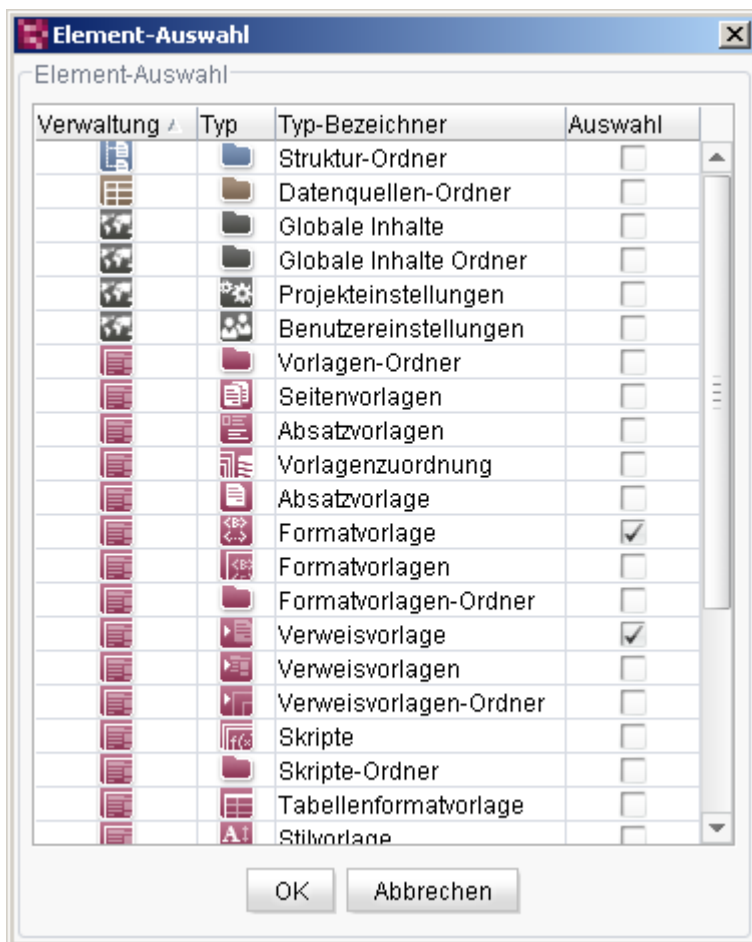 Element-Auswahl
Element-Auswahl
Verwaltung Typ Typ-Bezeichner Auswahl
Struktur-Ordner
Datenquellen-Ordner
Globale Inhalte
Globale Inhalte Ordner
Projekteinstellungen
Benutzereinstellungen
Vorlagen-Ordner
Seitenvorlagen
Absatzvorlagen
Vorlagenzuordnung
Absatzvorlage
Formatvorlage
Formatvorlagen
Formatvorlagen-Ordner
Verweisvorlage
Verweisvorlagen
Verweisvorlagen-Ordner
Skripte
Skripte-Ordner
Tabellenformatvorlage
Stilvorlage
OK Abbrechen